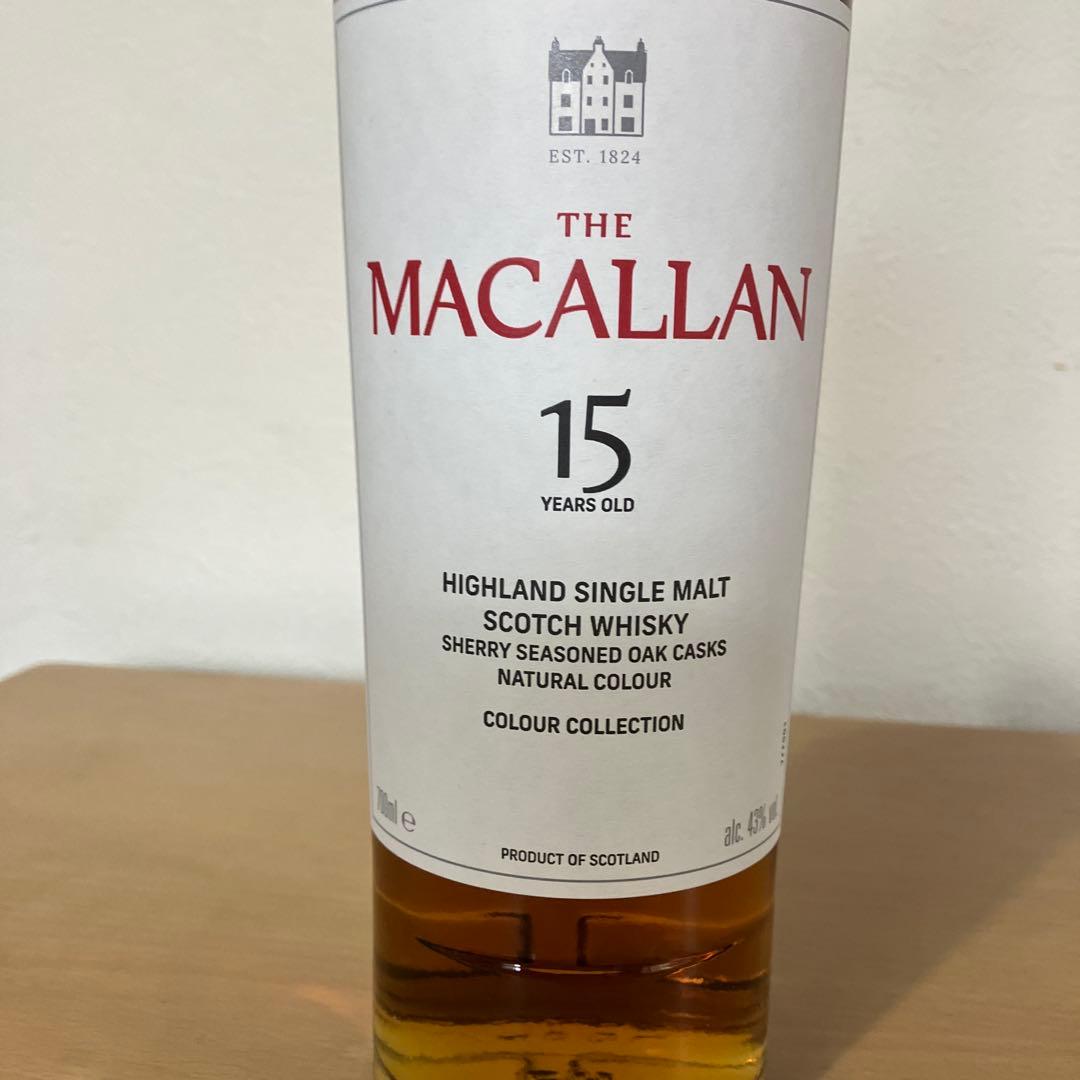 EST. 1824
THE
MACALLAN
15
YEARS OLD
HIGHLAND SINGLE MALT
SCOTCH WHISKY
SHERRY SEASONED OAK CASKS
NATURAL COLOUR
COLOUR COLLECTION
700ml e
alc. 43% vol.
PRODUCT OF SCOTLAND